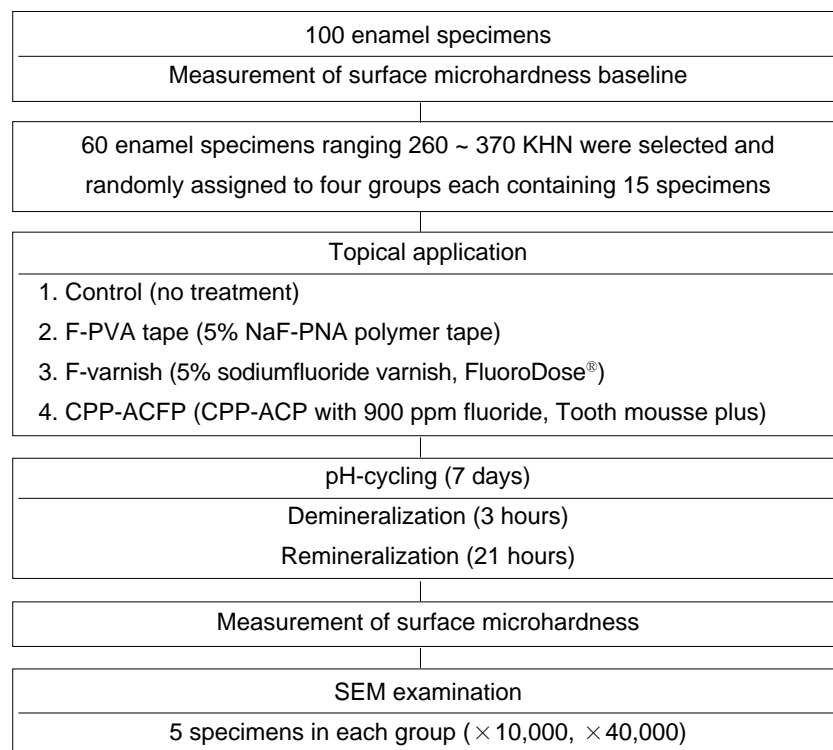 100 enamel specimens
Measurement of surface microhardness baseline
60 enamel specimens ranging 260 ~ 370 KHN were selected and
randomly assigned to four groups each containing 15 specimens
Topical application
1. Control (no treatment)
2. F-PVA tape (5% NaF-PNA polymer tape)
3. F-varnish (5% sodiumfluoride varnish, FluoroDose®)
4. CPP-ACFP (CPP-ACP with 900 ppm fluoride, Tooth mousse plus)
pH-cycling (7 days)
Demineralization (3 hours)
Remineralization (21 hours)
Measurement of surface microhardness
SEM examination
5 specimens in each group (×10,000, ×40,000)